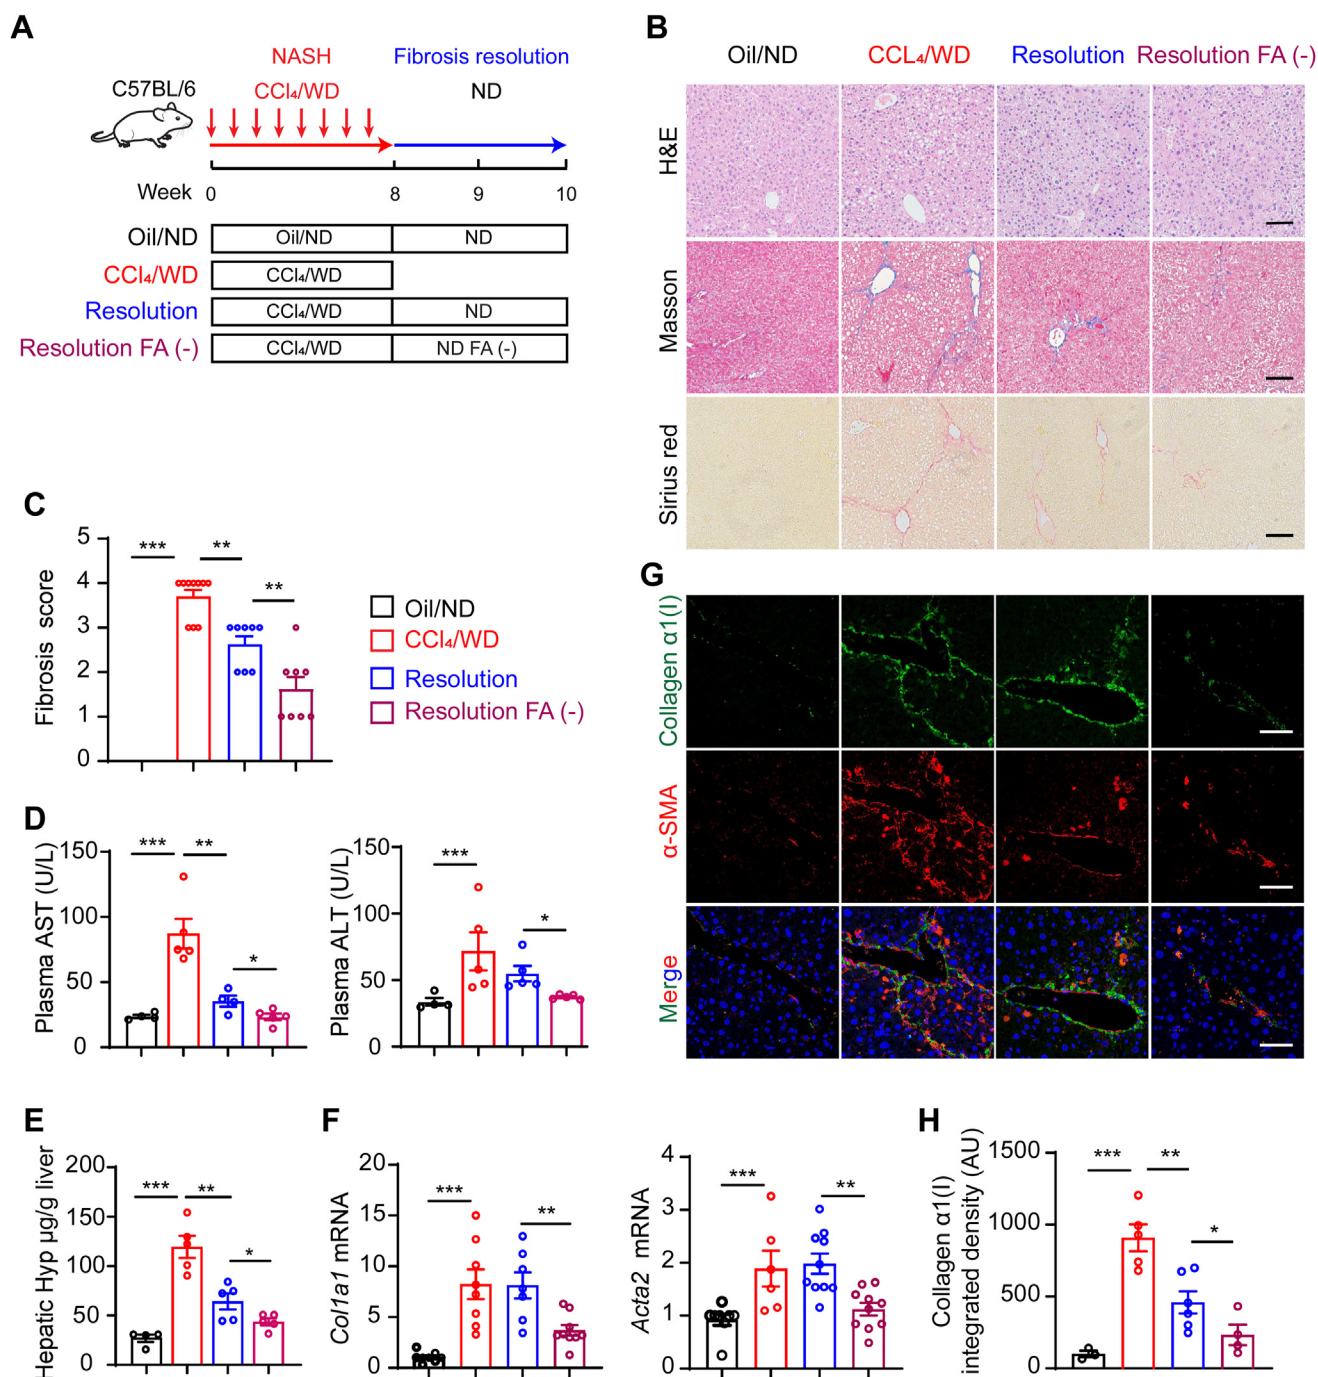 A
NASH
Fibrosis resolution
C57BL/6
CCl₄/WD
ND
Week
0
8
9
10
Oil/ND
Oil/ND
ND
CCl₄/WD
CCl₄/WD
Resolution
CCl₄/WD
ND
Resolution FA (-)
CCl₄/WD
ND FA (-)
B
Oil/ND
CCL₄/WD
Resolution
Resolution FA (-)
H&E
Masson
Sirius red
C
Fibrosis score
5
4
3
2
1
0
***
**
**
Oil/ND
CCl₄/WD
Resolution
Resolution FA (-)
D
Plasma AST (U/L)
150
100
50
0
***
**
*
Plasma ALT (U/L)
150
100
50
0
***
*
E
Hepatic Hyp µg/g liver
200
150
100
50
0
***
**
*
F
Col1a1 mRNA
20
15
10
5
0
***
**
Acta2 mRNA
4
3
2
1
0
***
**
G
Collagen α1(I)
α-SMA
Merge
H
Collagen α1(I)
integrated density (AU)
1500
1000
500
0
***
**
*